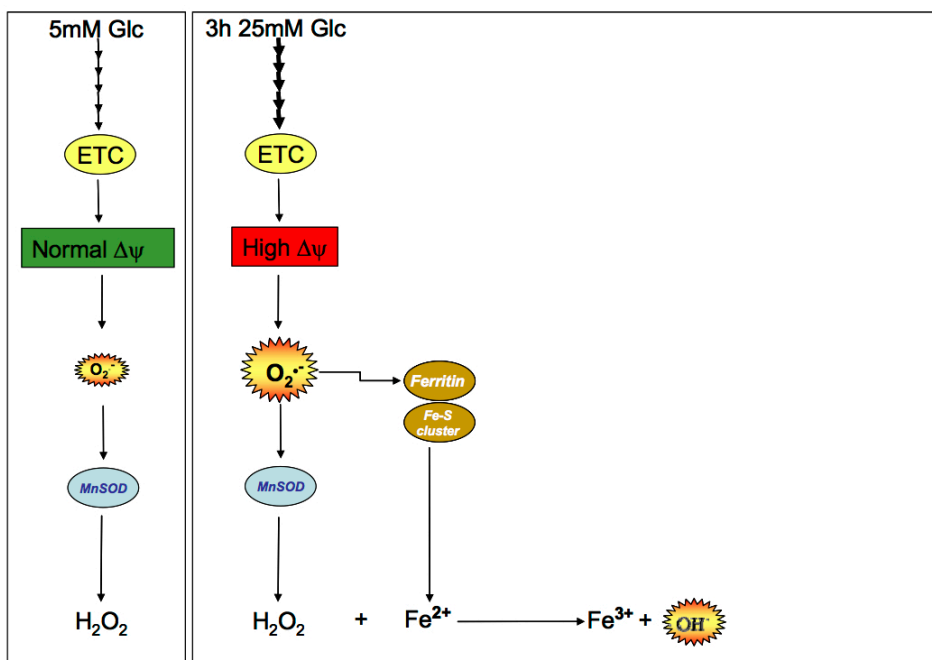 5mM Glc
ETC
Normal Δψ
O₂·⁻
MnSOD
H₂O₂
3h 25mM Glc
ETC
High Δψ
O₂•⁻
Ferritin
Fe-S
cluster
MnSOD
H₂O₂ + Fe²⁺ Fe³⁺ + OH·